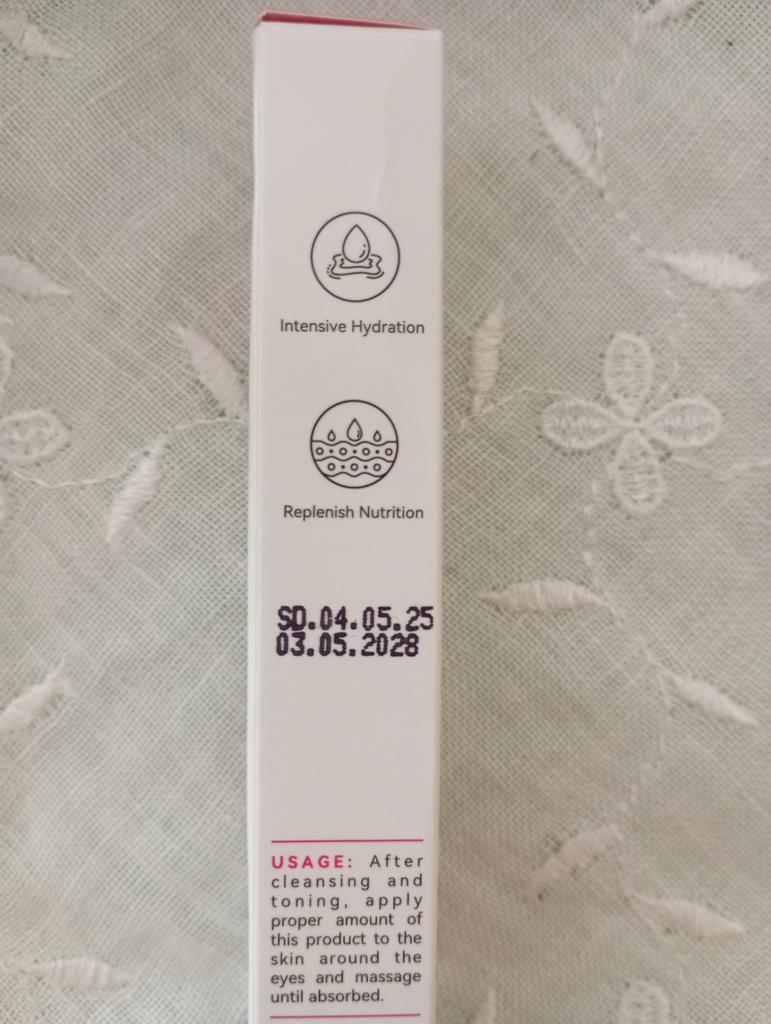 Intensive Hydration
Replenish Nutrition
SD.04.05.25
03.05.2028
USAGE: After
cleansing and
toning, apply
proper amount of
this product to the
skin around the
eyes and massage
until absorbed.